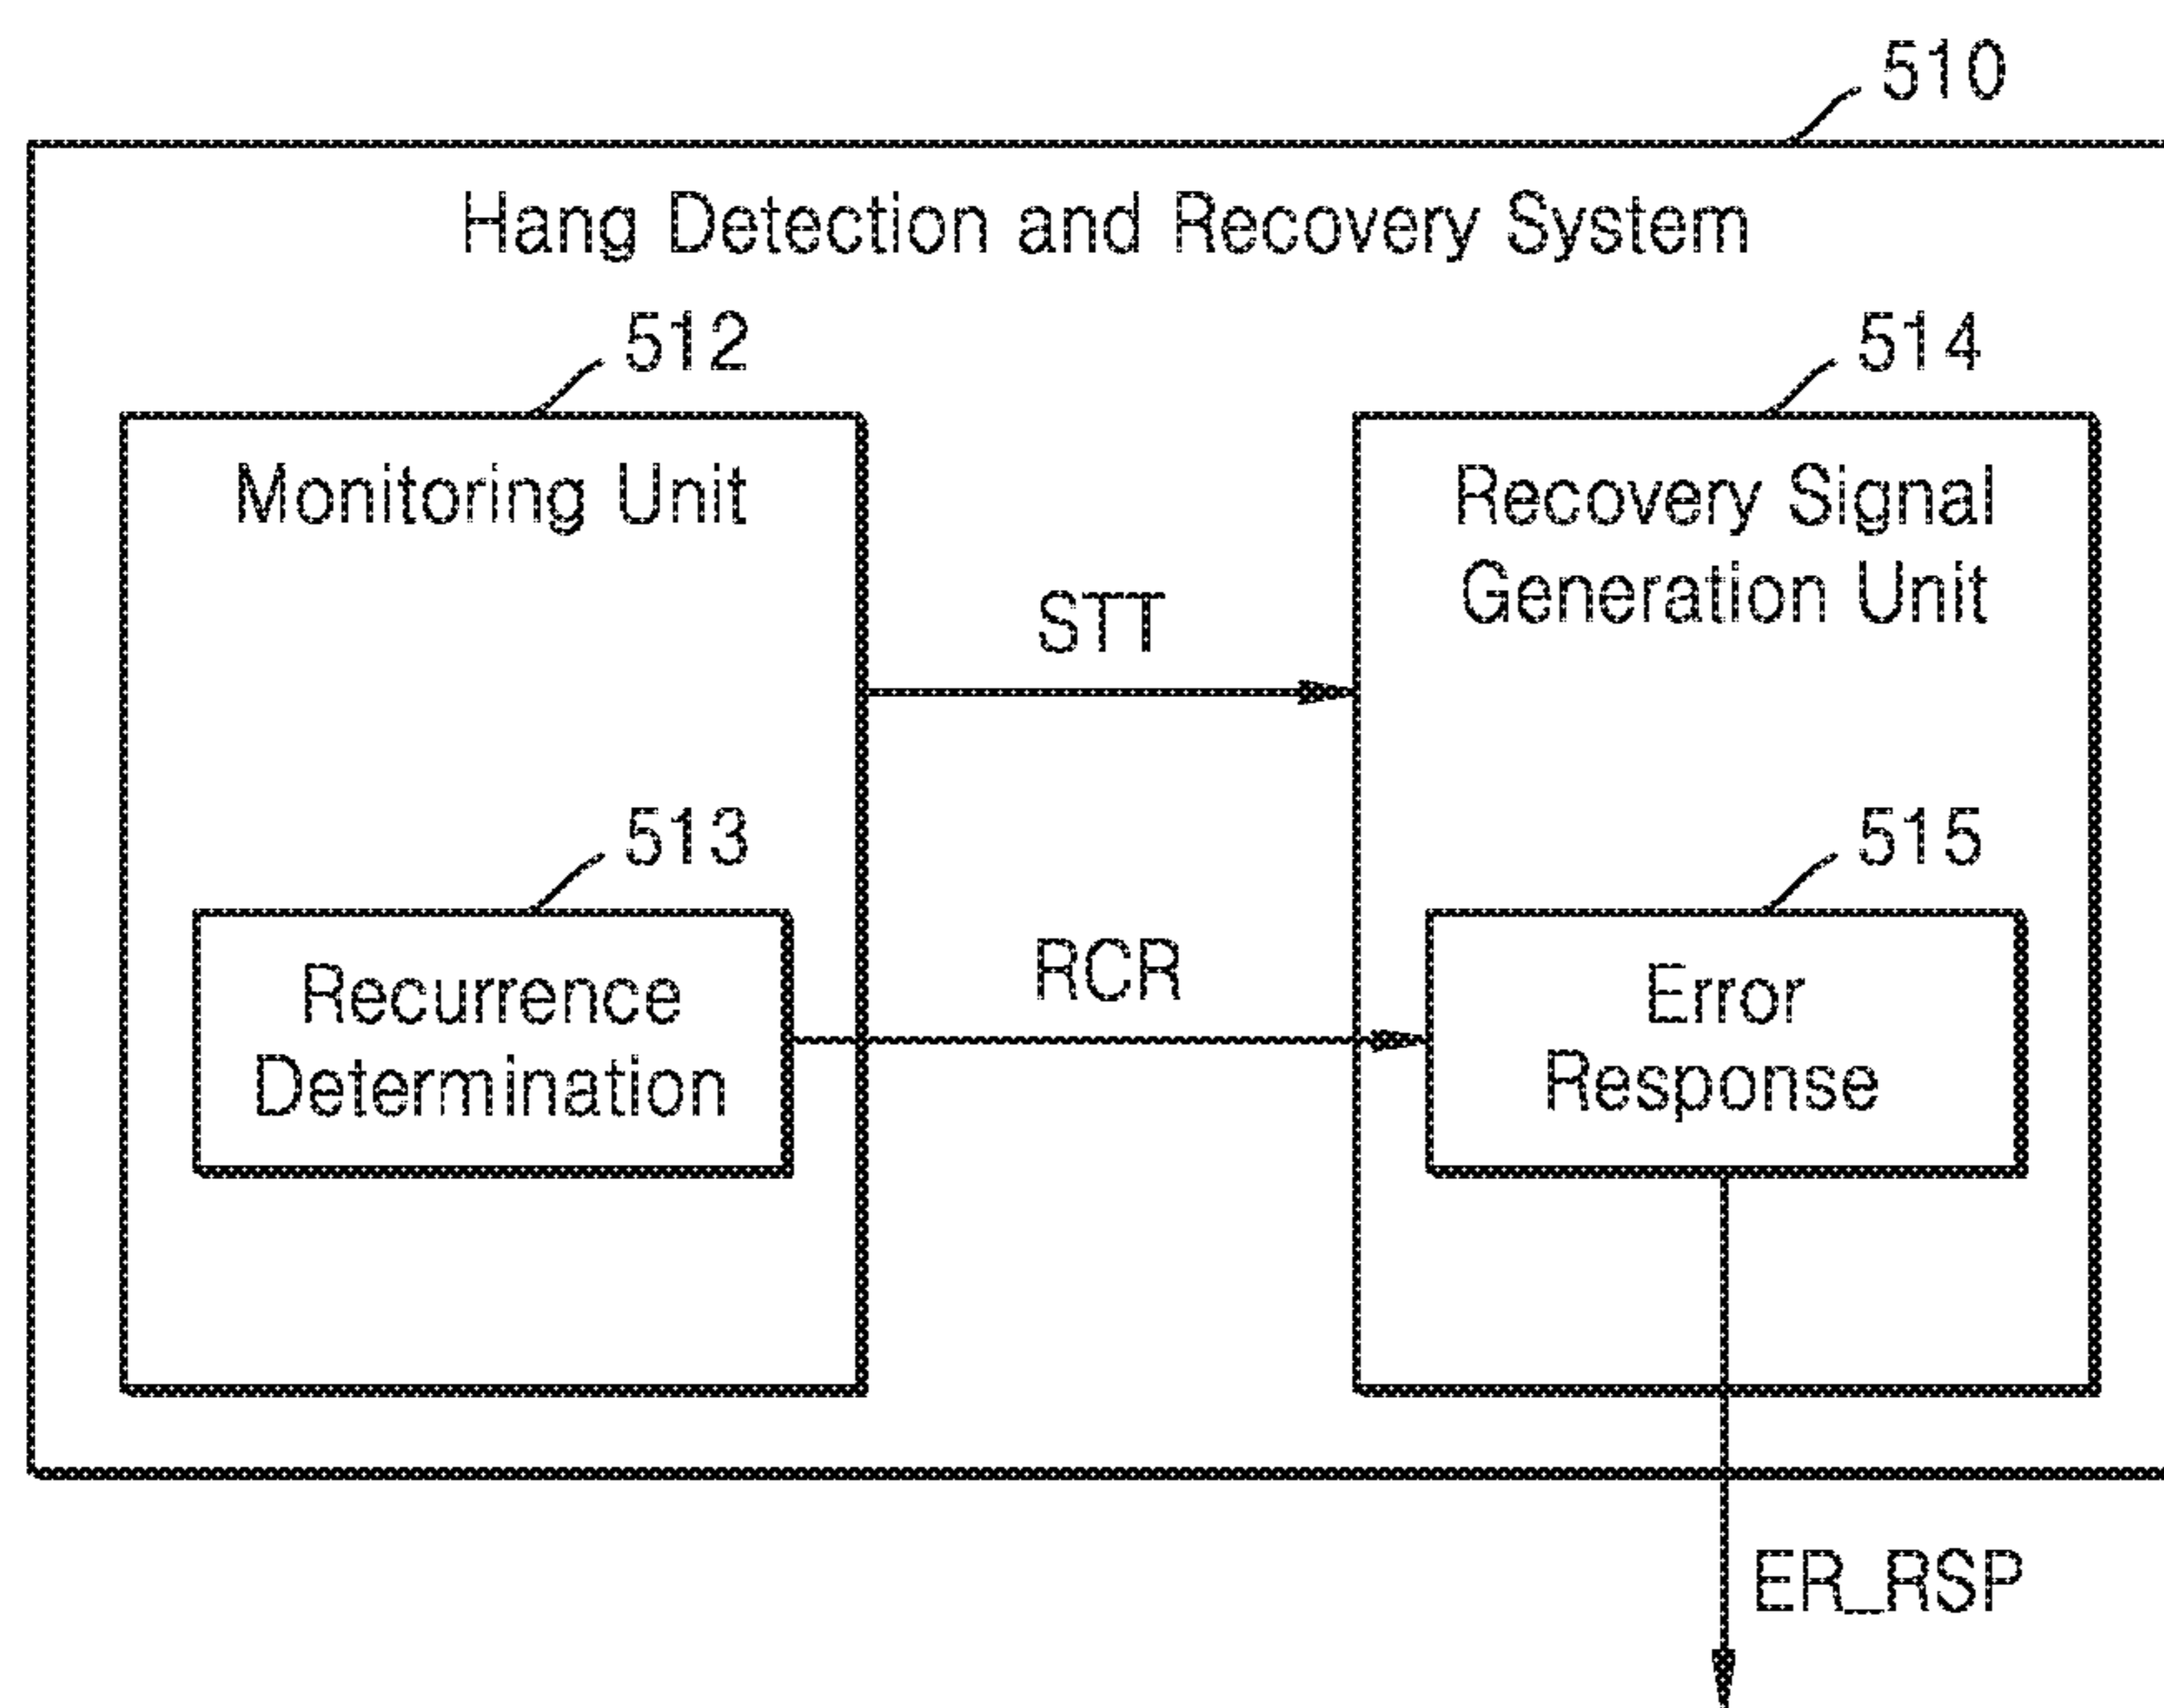 510
Hang Detection and Recovery System
512
514
Monitoring Unit
Recovery Signal
Generation Unit
STT
513
515
Recurrence
Determination
RCR
Error
Response
ER_RSP